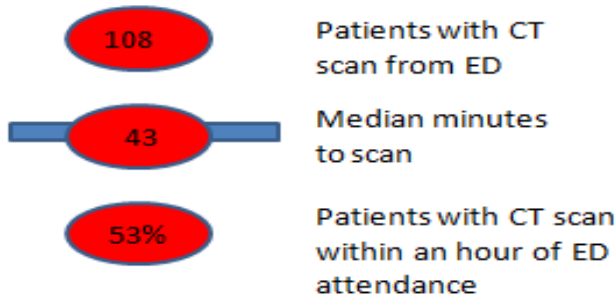 108
Patients with CT
scan from ED
43
Median minutes
to scan
53%
Patients with CT scan
within an hour of ED
attendance